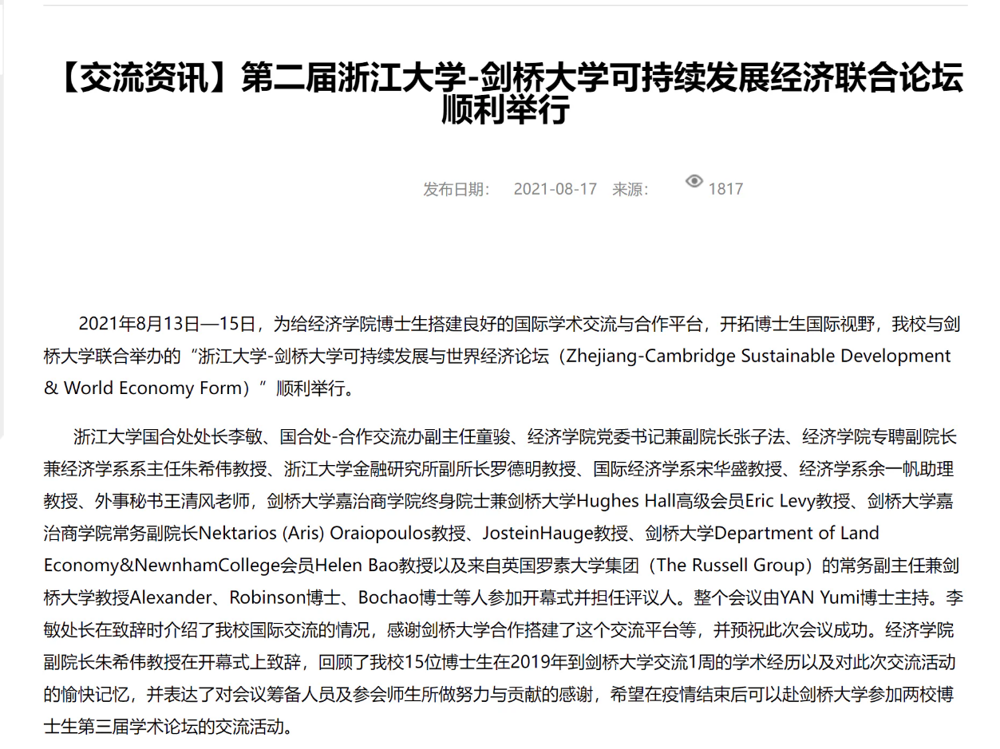 【交流资讯】第二届浙江大学-剑桥大学可持续发展经济联合论坛
顺利举行
发布日期： 2021-08-17 来源： 1817
2021年8月13日—15日，为给经济学院博士生搭建良好的国际学术交流与合作平台，开拓博士生国际视野，我校与剑
桥大学联合举办的“浙江大学-剑桥大学可持续发展与世界经济论坛（Zhejiang-Cambridge Sustainable Development
& World Economy Form）”顺利举行。
浙江大学国合处处长李敏、国合处-合作交流办副主任童骏、经济学院党委书记兼副院长张子法、经济学院专聘副院长
兼经济学系系主任朱希伟教授、浙江大学金融研究所副所长罗德明教授、国际经济学系宋华盛教授、经济学系余一帆助理
教授、外事秘书王清风老师，剑桥大学嘉治商学院终身院士兼剑桥大学Hughes Hall高级会员Eric Levy教授、剑桥大学嘉
治商学院常务副院长Nektarios (Aris) Oraiopoulos教授、JosteinHauge教授、剑桥大学Department of Land
Economy&NewnhamCollege会员Helen Bao教授以及来自英国罗素大学集团（The Russell Group）的常务副主任兼剑
桥大学教授Alexander、Robinson博士、Bochao博士等人参加开幕式并担任评议人。整个会议由YAN Yumi博士主持。李
敏处长在致辞时介绍了我校国际交流的情况，感谢剑桥大学合作搭建了这个交流平台等，并预祝此次会议成功。经济学院
副院长朱希伟教授在开幕式上致辞，回顾了我校15位博士生在2019年到剑桥大学交流1周的学术经历以及对此次交流活动
的愉快记忆，并表达了对会议筹备人员及参会师生所做努力与贡献的感谢，希望在疫情结束后可以赴剑桥大学参加两校博
士生第三届学术论坛的交流活动。